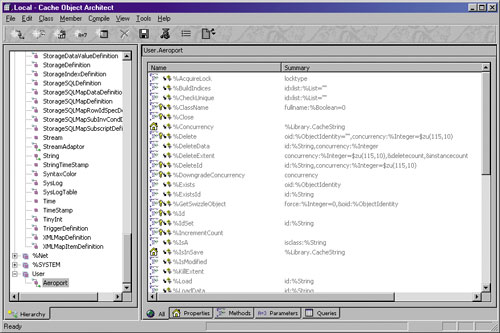 .Local - Cache Object Architect
File Edit Class Member Compile View Tools Help
User.Aeroport
StorageDataValueDefinition
StorageDefinition
StorageIndexDefinition
StorageSQLDefinition
StorageSQLMapDataDefinition
StorageSQLMapDefinition
StorageSQLMapRowIdSpecDe
StorageSQLMapSubInvCondD
StorageSQLMapSubscriptDefi
Stream
StreamAdaptor
String
StringTimeStamp
SyntaxColor
SysLog
SysLogTable
Time
TimeStamp
TinyInt
TriggerDefinition
XMLMapDefinition
XMLMapItemDefinition
%Net
%SYSTEM
User
Aeroport
Hierarchy
Name Summary
%AcquireLock locktype
%BuildIndices idxlist:%List=""
%CheckUnique idxlist:%List=""
%ClassName fullname:%Boolean=0
%Close
%Concurrency %Library.CacheString
%Delete oid:%ObjectIdentity="",concurrency:%Integer=$zu(115,10)
%DeleteData id:%String,concurrency:%Integer
%DeleteExtent concurrency:%Integer=$zu(115,10),&deletecount,&instancecount
%DeleteId id:%String,concurrency:%Integer=$zu(115,10)
%DowngradeConcurrency concurrency
%Exists oid:%ObjectIdentity
%ExistsId id:%String
%GetSwizzleObject force:%Integer=0,&oid:%ObjectIdentity
%Id
%IdSet id:%String
%IncrementCount
%IsA isclass:%String
%IsInSave %Library.CacheString
%IsModified
%KillExtent
%Load id:%String
%LoadData id:%String
All Properties Methods Parameters Queries
Ready